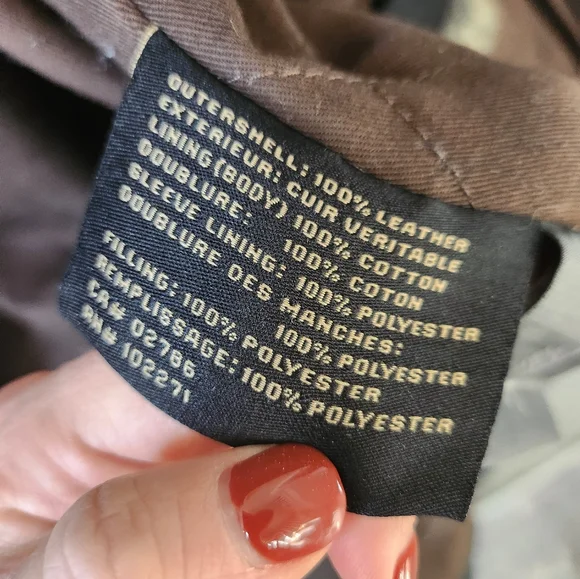 OUTERSHELL: 100% LEATHER
EXTERIEUR: CUIR VERITABLE
LINING (BODY) 100% COTTON
DOUBLURE: 100% COTON
SLEEVE LINING: 100% POLYESTER
DOUBLURE DES MANCHES:
100% POLYESTER
FILLING: 100% POLYESTER
REMPLISSAGE: 100% POLYESTER
CA# 02786
RN# 102271